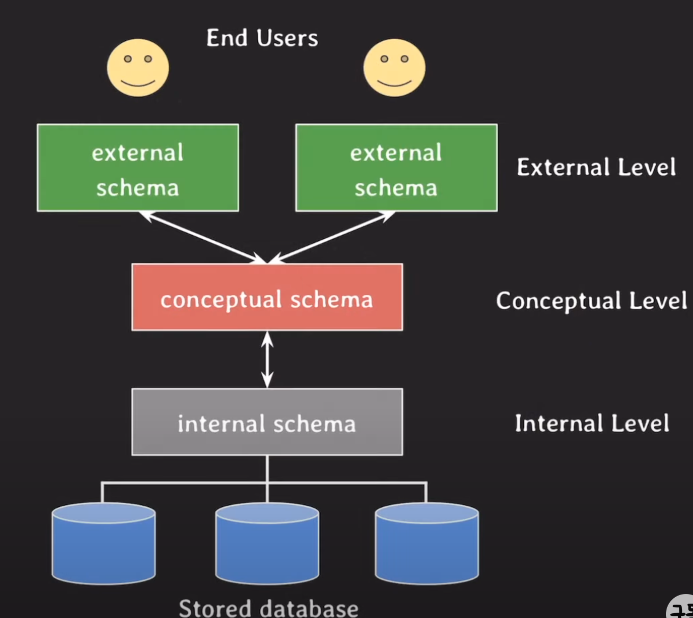 End Users
external
schema
external
schema
External Level
conceptual schema
Conceptual Level
internal schema
Internal Level
Stored database